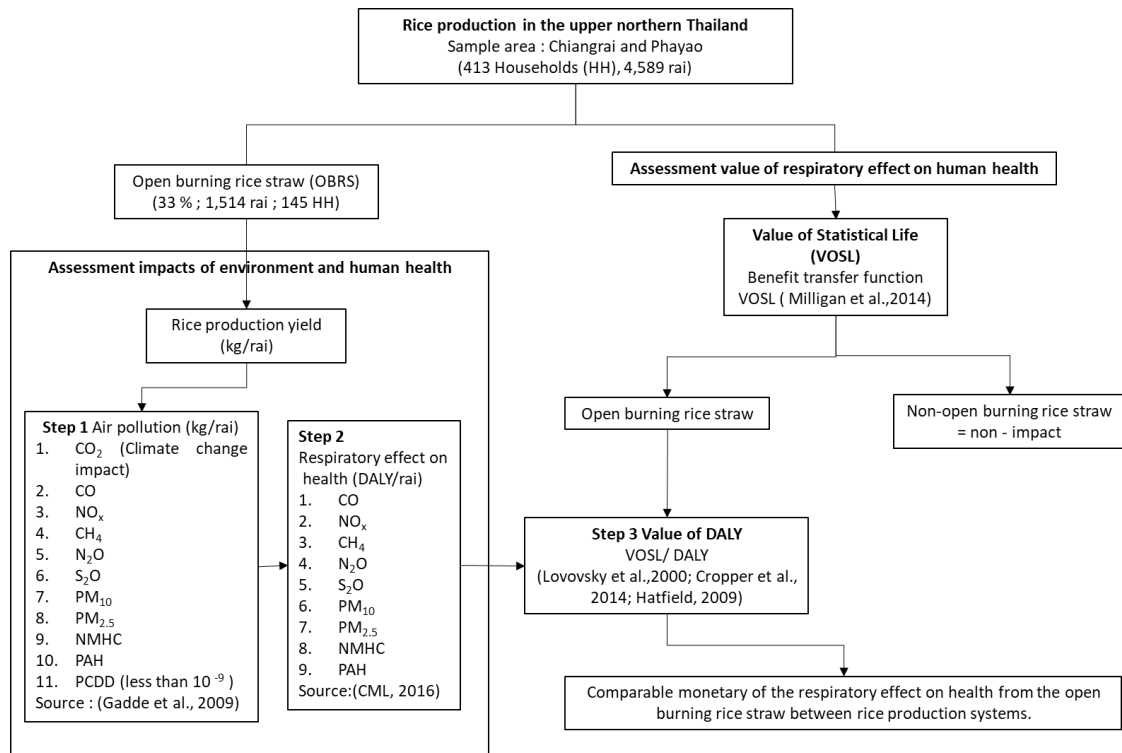 Rice production in the upper northern Thailand
Sample area : Chiangrai and Phayao
(413 Households (HH), 4,589 rai)
Open burning rice straw (OBRS)
(33 % ; 1,514 rai ; 145 HH)
Assessment value of respiratory effect on human health
Value of Statistical Life
(VOSL)
Benefit transfer function
VOSL ( Milligan et al.,2014)
Assessment impacts of environment and human health
Rice production yield
(kg/rai)
Open burning rice straw
Non-open burning rice straw
= non - impact
Step 1 Air pollution (kg/rai)
1. CO₂ (Climate change
impact)
2. CO
3. NOₓ
4. CH₄
5. N₂O
6. S₂O
7. PM₁₀
8. PM₂.₅
9. NMHC
10. PAH
11. PCDD (less than 10 ⁻⁹ )
Source : (Gadde et al., 2009)
Step 2
Respiratory effect on
health (DALY/rai)
1. CO
2. NOₓ
3. CH₄
4. N₂O
5. S₂O
6. PM₁₀
7. PM₂.₅
8. NMHC
9. PAH
Source:(CML, 2016)
Step 3 Value of DALY
VOSL/ DALY
(Lovovsky et al.,2000; Cropper et al.,
2014; Hatfield, 2009)
Comparable monetary of the respiratory effect on health from the open
burning rice straw between rice production systems.